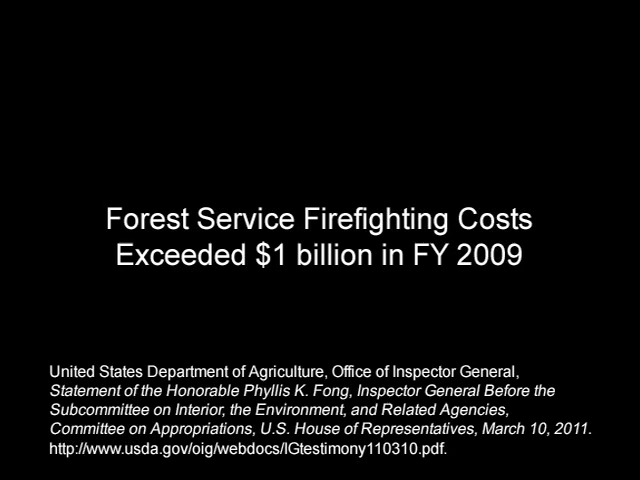 Forest Service Firefighting Costs
Exceeded $1 billion in FY 2009
United States Department of Agriculture, Office of Inspector General,
Statement of the Honorable Phyllis K. Fong, Inspector General Before the
Subcommittee on Interior, the Environment, and Related Agencies,
Committee on Appropriations, U.S. House of Representatives, March 10, 2011.
http://www.usda.gov/oig/webdocs/IGtestimony110310.pdf.